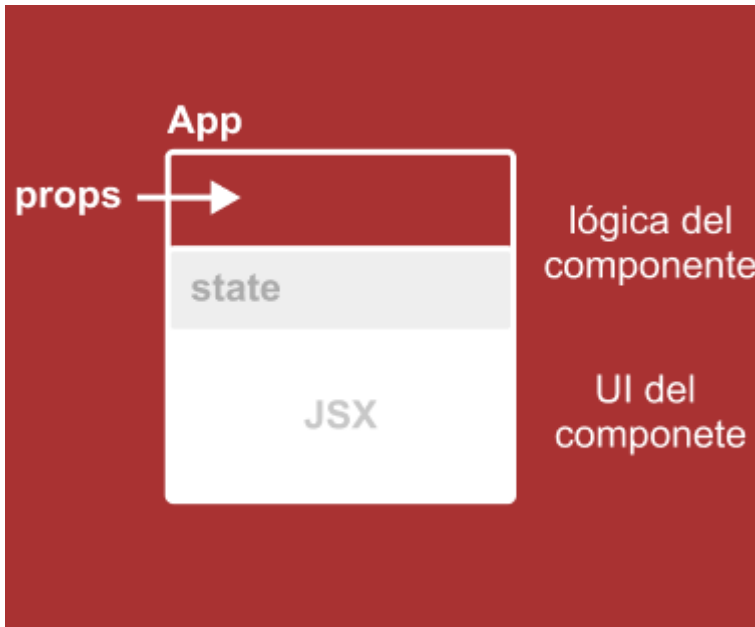 App
props
lógica del
componente
state
UI del
componete
JSX